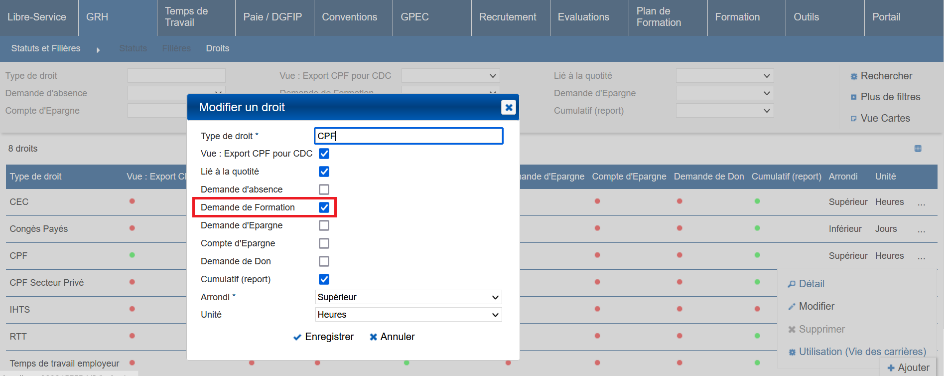 Libre-Service GRH Temps de Travail Paie / DGFIP Conventions GPEC Recrutement Evaluations Plan de Formation Formation Outils Portail
Statuts et Filières Statuts Filières Droits
Type de droit Vue : Export CPF pour CDC Lié à la quotité Rechercher
Demande d'absence Demande de Formation Demande d'Epargne Plus de filtres
Compte d'Epargne Cumulatif (report) Vue Cartes
Modifier un droit
Type de droit * CPF
Vue : Export CPF pour CDC
Lié à la quotité
Demande d'absence
Demande de Formation
Demande d'Epargne
Compte d'Epargne
Demande de Don
Cumulatif (report)
Arrondi * Supérieur
Unité Heures
Enregistrer Annuler
8 droits
Type de droit Vue : Export mande d'Epargne Compte d'Epargne Demande de Don Cumulatif (report) Arrondi Unité
CEC Supérieur Heures ...
Congés Payés Inférieur Jours ...
CPF Supérieur Heures ...
CPF Secteur Privé
IHTS
RTT
Temps de travail employeur
Détail
Modifier
Supprimer
Utilisation (Vie des carrières)
Ajouter